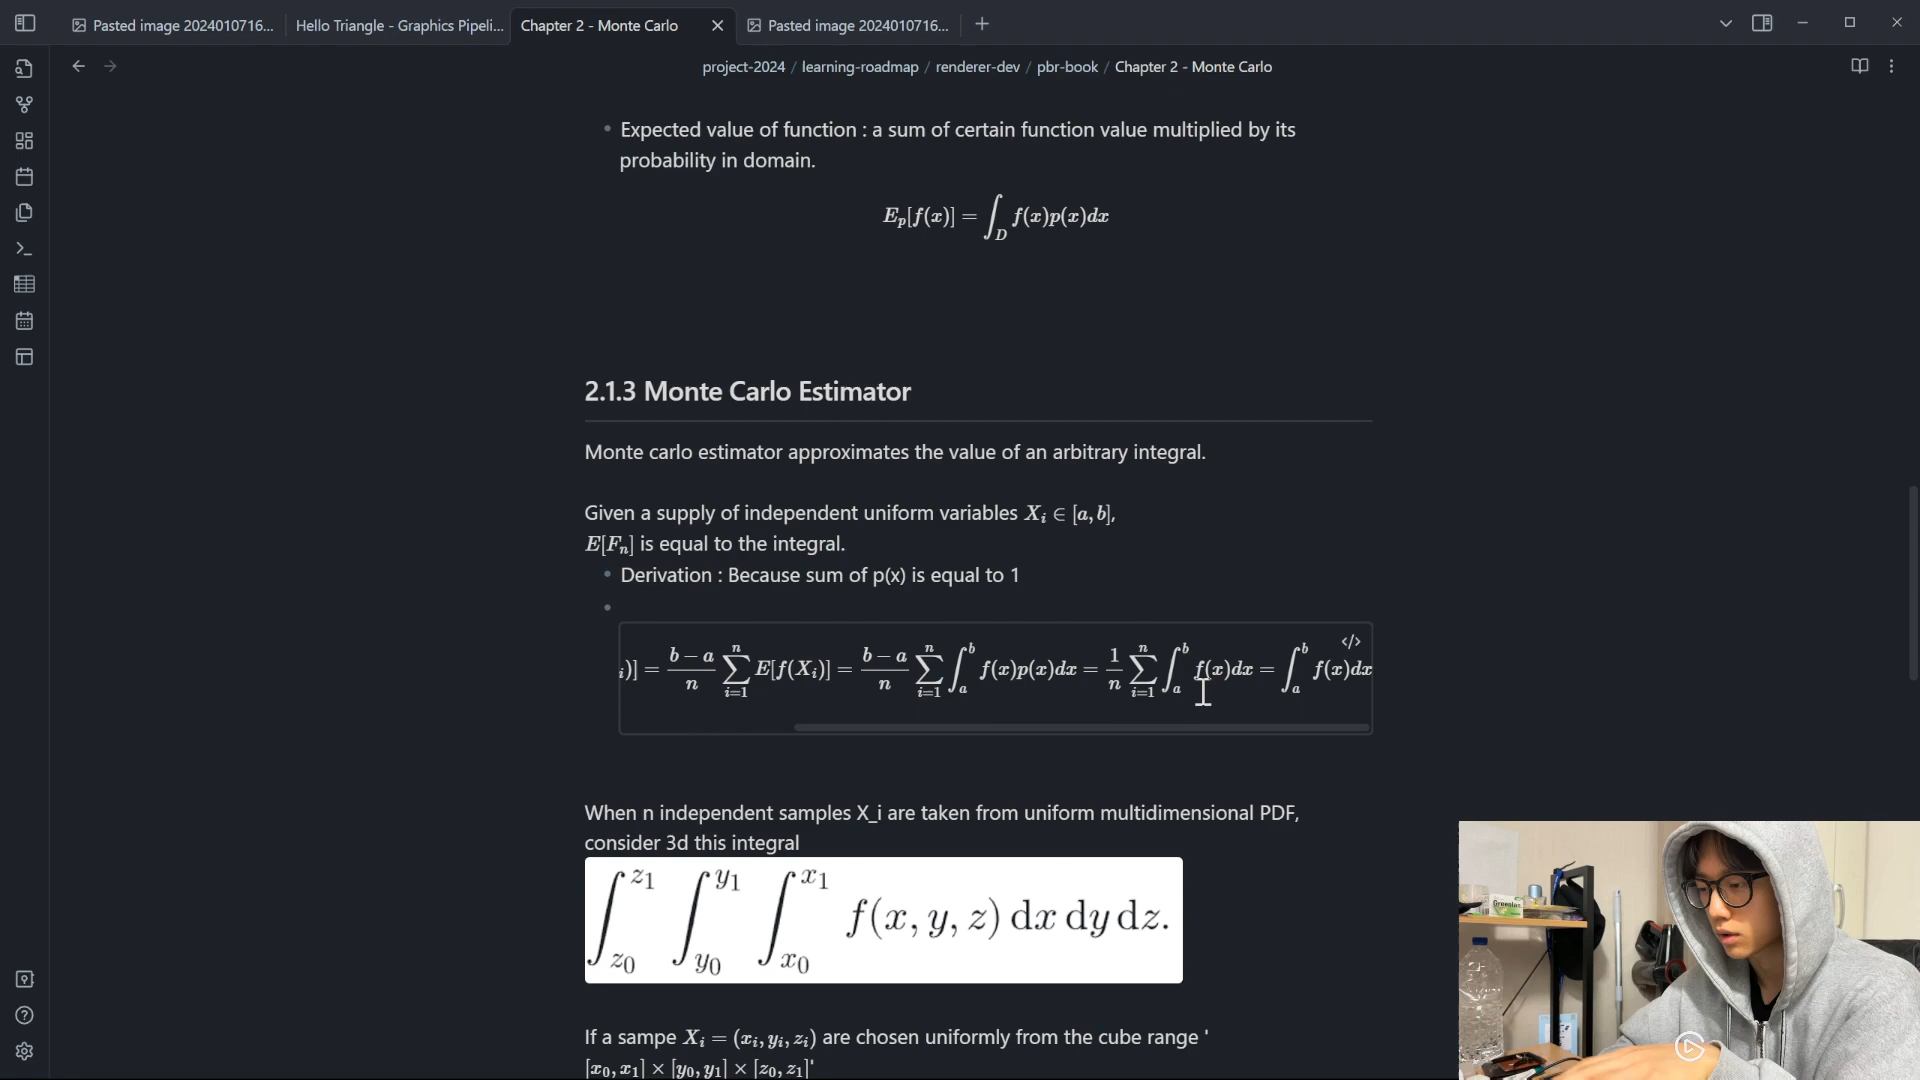 Pasted image 2024010716...
Hello Triangle - Graphics Pipeli...
Chapter 2 - Monte Carlo
Pasted image 2024010716...
project-2024 / learning-roadmap / renderer-dev / pbr-book / Chapter 2 - Monte Carlo
• Expected value of function : a sum of certain function value multiplied by its
probability in domain.
E_p[f(x)] = ∫_D f(x)p(x)dx
2.1.3 Monte Carlo Estimator
Monte carlo estimator approximates the value of an arbitrary integral.
Given a supply of independent uniform variables X_i ∈ [a, b],
E[F_n] is equal to the integral.
• Derivation : Because sum of p(x) is equal to 1
•
</>
_i)] = \frac{b − a}{n} ∑_{i=1}^{n} E[f(X_i)] = \frac{b − a}{n} ∑_{i=1}^{n} ∫_a^b f(x)p(x)dx = \frac{1}{n} ∑_{i=1}^{n} ∫_a^b f(x)dx = ∫_a^b f(x)dx
When n independent samples X_i are taken from uniform multidimensional PDF,
consider 3d this integral
∫_{z_0}^{z_1} ∫_{y_0}^{y_1} ∫_{x_0}^{x_1} f(x, y, z) dx dy dz.
If a sampe X_i = (x_i, y_i, z_i) are chosen uniformly from the cube range '
[x_0, x_1] × [y_0, y_1] × [z_0, z_1]'